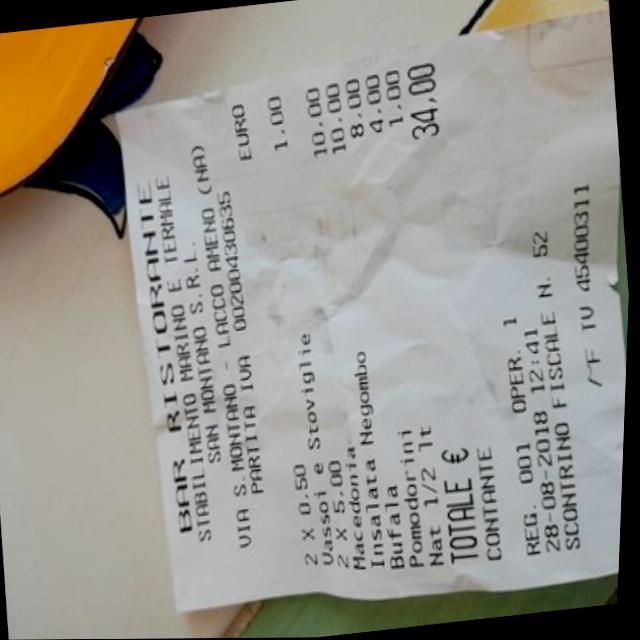 BAR RISTORANTE
STABILIMENTO MARINO E TERMALE
SAN MONTANO S.R.L.
VIA S.MONTANO - LACCO AMENO (NA)
PARTITA IVA 00200430635
EURO
2 X 0.50
Vassoi e Stoviglie 1.00
2 X 5.00
Macedonia 10.00
Insalata Negombo 10.00
Bufala 8.00
Pomodorini 4.00
Nat 1/2 lt 1.00
TOTALE € 34,00
CONTANTE
REG. 001 OPER. 1
28-08-2018 12:41
SCONTRINO FISCALE N. 52
/F TV 45400311